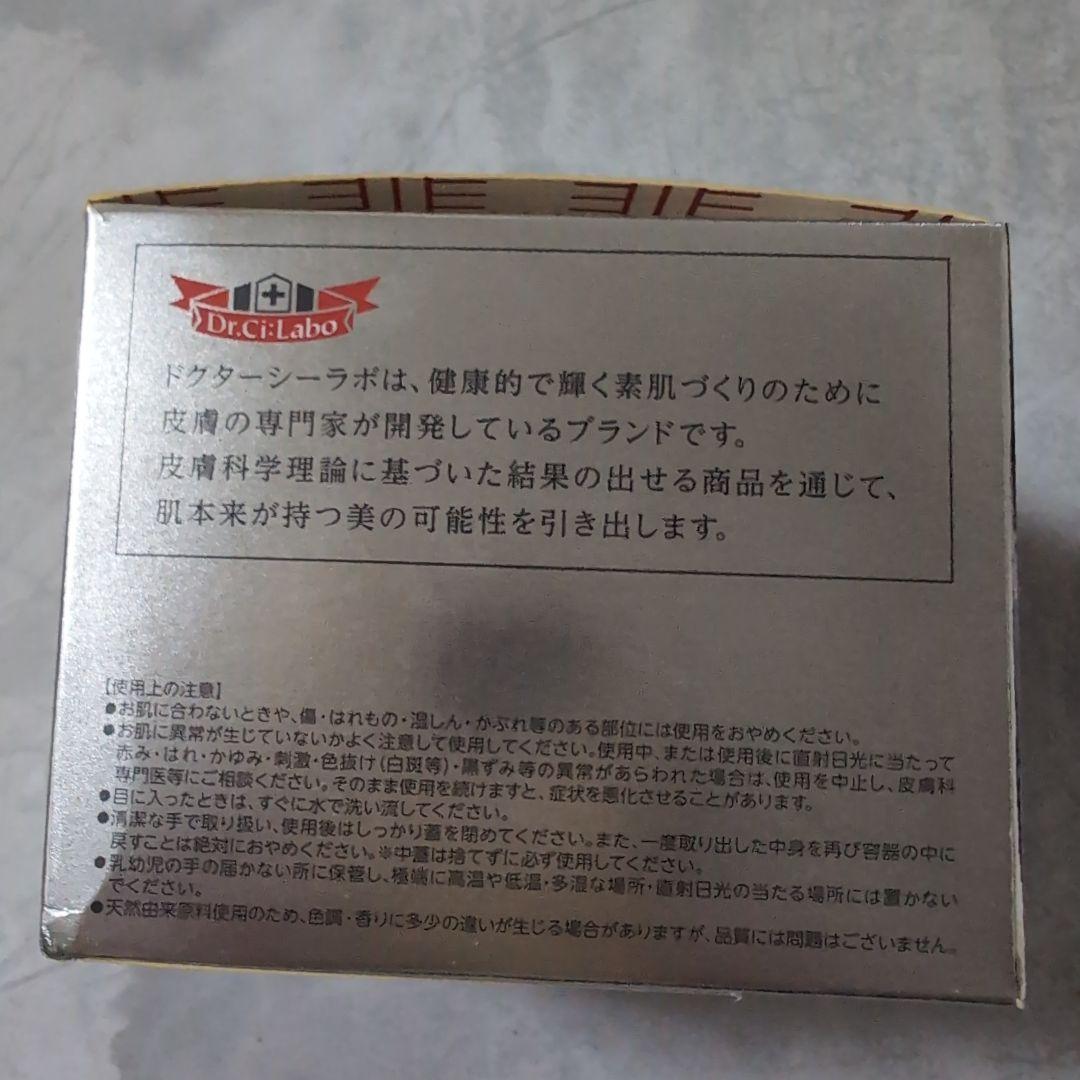 Dr.Ci:Labo
ドクターシーラボは、健康的で輝く素肌づくりのために
皮膚の専門家が開発しているブランドです。
皮膚科学理論に基づいた結果の出せる商品を通じて、
肌本来が持つ美の可能性を引き出します。
【使用上の注意】
●お肌に合わないときや、傷・はれもの・湿しん・かぶれ等のある部位には使用をおやめください。
●お肌に異常が生じていないかよく注意して使用してください。使用中、または使用後に直射日光に当たって
赤み・はれ・かゆみ・刺激・色抜け(白斑等)・黒ずみ等の異常があらわれた場合は、使用を中止し、皮膚科
専門医等にご相談ください。そのまま使用を続けますと、症状を悪化させることがあります。
●目に入ったときは、すぐに水で洗い流してください。
●清潔な手で取り扱い、使用後はしっかり蓋を閉めてください。また、一度取り出した中身を再び容器の中に
戻すことは絶対におやめください。※中蓋は捨てずに必ず使用してください。
●乳幼児の手の届かない所に保管し、極端に高温や低温・多湿な場所・直射日光の当たる場所には置かない
でください。
●天然由来原料使用のため、色調・香りに多少の違いが生じる場合がありますが、品質には問題はございません。